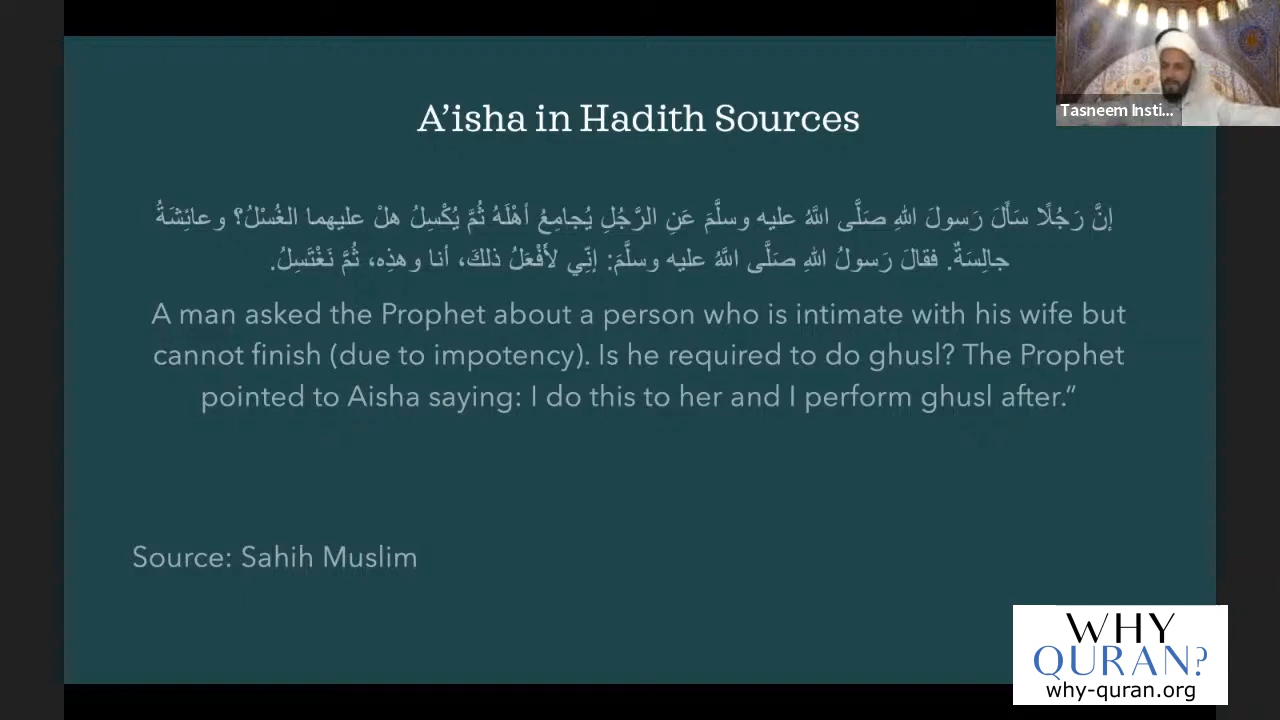 Tasneem Insti...
A’isha in Hadith Sources
إنَّ رَجُلًا سَأَلَ رَسولَ اللهِ صَلَّى اللَّهُ عليه وسلَّمَ عَنِ الرَّجُلِ يُجامِعُ أهْلَهُ ثُمَّ يُكْسِلُ هلْ عليهما الغُسْلُ؟ وعائِشَةُ
جالِسَةٌ. فقالَ رَسولُ اللهِ صَلَّى اللَّهُ عليه وسلَّمَ: إنِّي لأَفْعَلُ ذلكَ، أنا وهذِه، ثُمَّ نَغْتَسِلُ.
A man asked the Prophet about a person who is intimate with his wife but
cannot finish (due to impotency). Is he required to do ghusl? The Prophet
pointed to Aisha saying: I do this to her and I perform ghusl after.”
Source: Sahih Muslim
WHY
QURAN?
why-quran.org